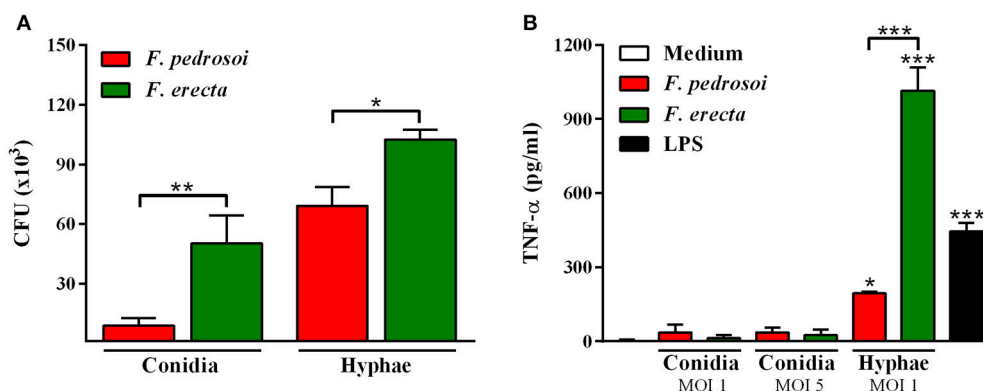 A
CFU (x10³)
150
120
90
60
30
F. pedrosoi
F. erecta
**
*
Conidia
Hyphae
B
TNF-α (pg/ml)
1200
900
600
300
0
Medium
F. pedrosoi
F. erecta
LPS
***
***
*
***
Conidia
MOI 1
Conidia
MOI 5
Hyphae
MOI 1